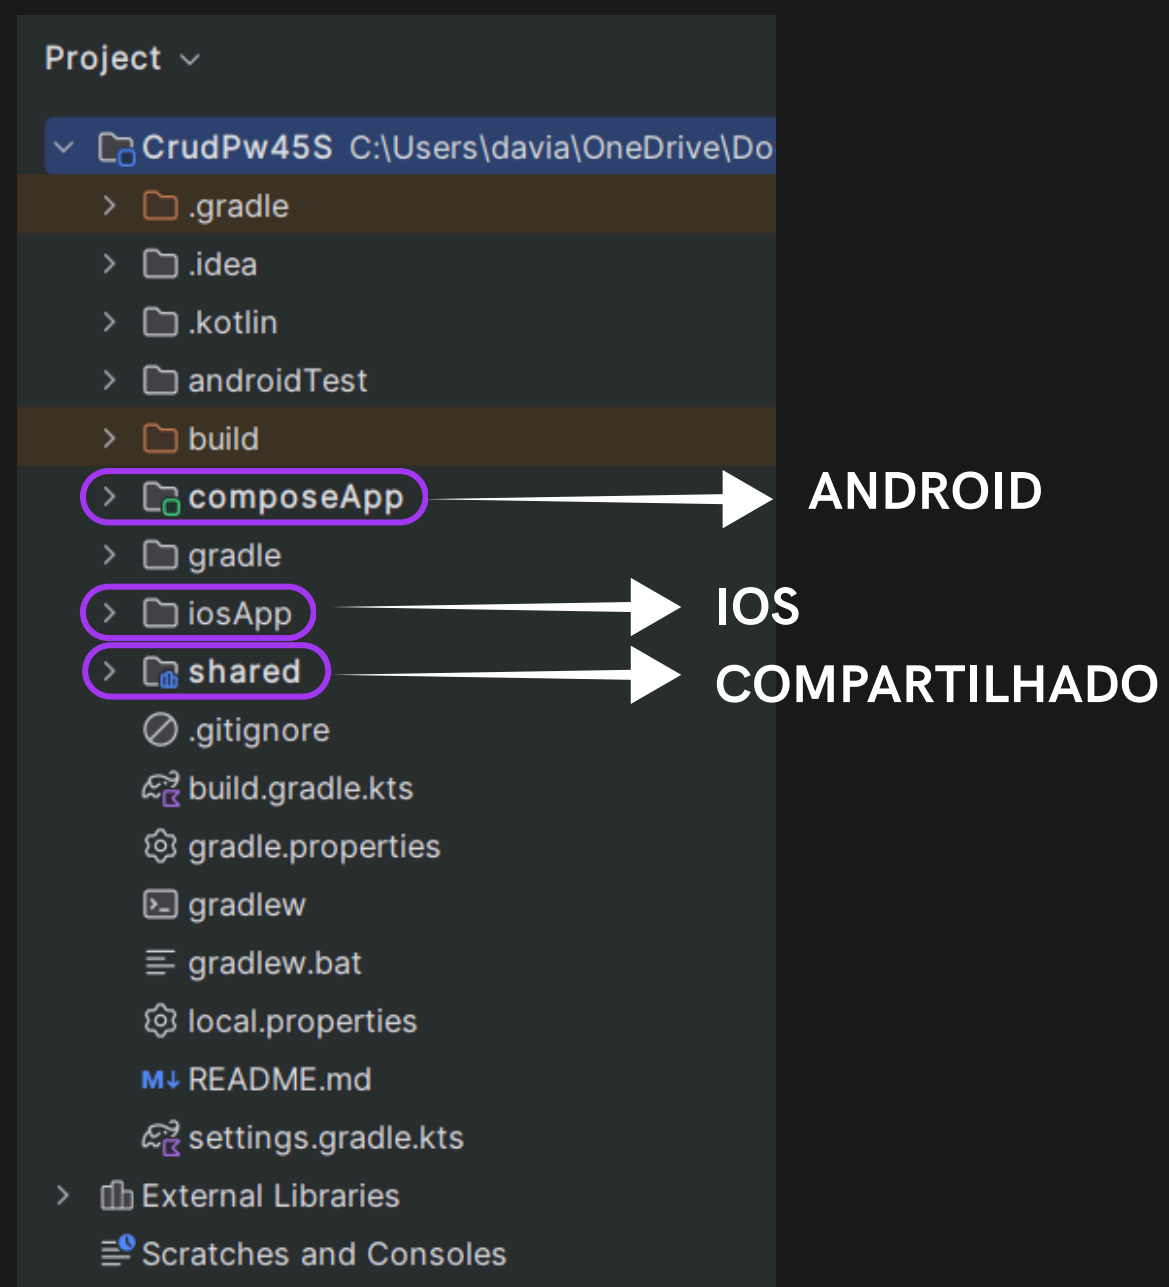 Project
CrudPw45S C:\Users\davia\OneDrive\Do
.gradle
.idea
.kotlin
androidTest
build
composeApp
ANDROID
gradle
iosApp
IOS
shared
COMPARTILHADO
.gitignore
build.gradle.kts
gradle.properties
gradlew
gradlew.bat
local.properties
README.md
settings.gradle.kts
External Libraries
Scratches and Consoles